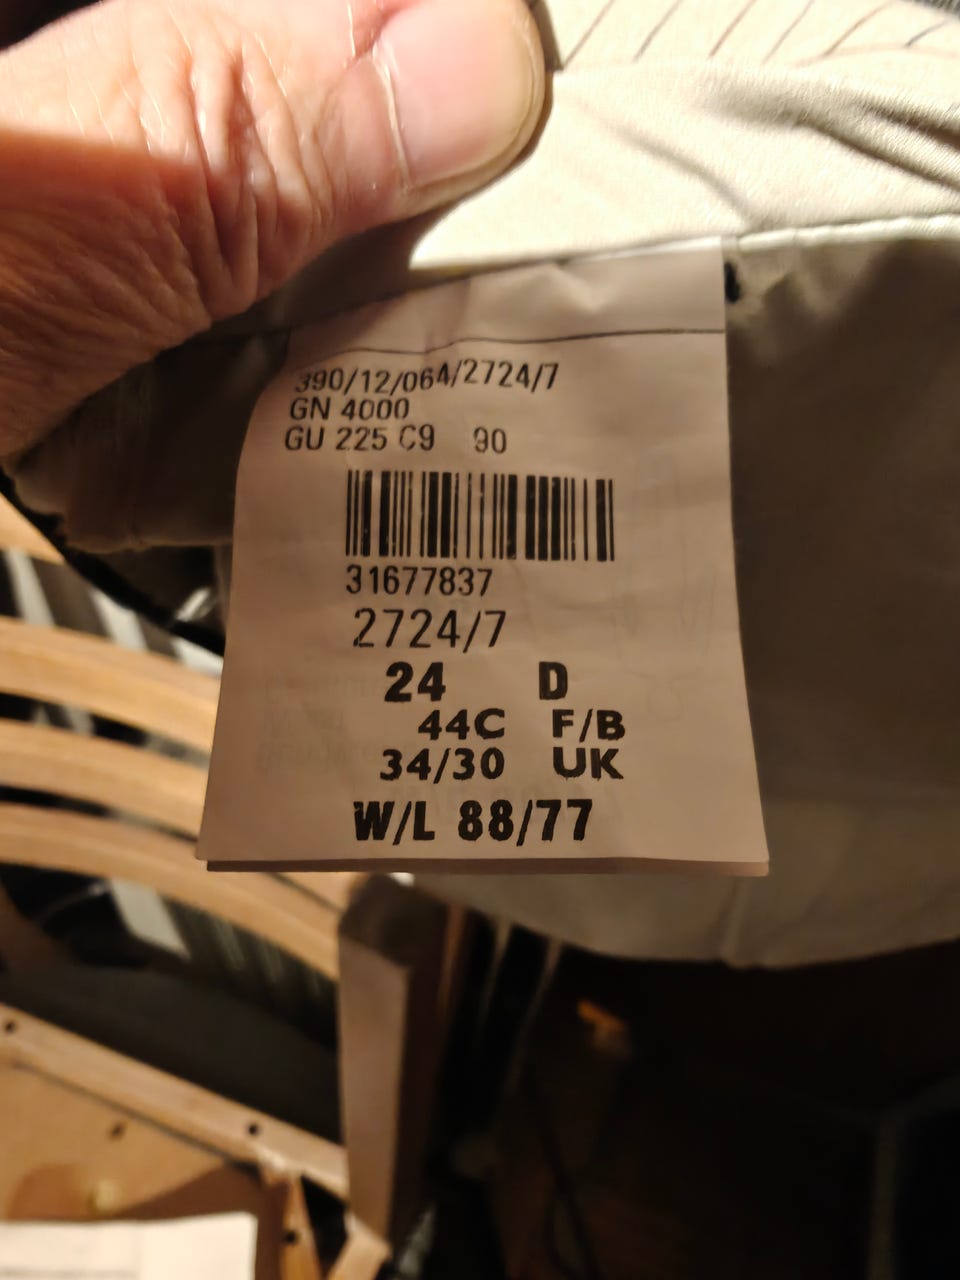 390/12/064/2724/7
GN 4000
GU 225 C9 90
31677837
2724/7
24 D
44C F/B
34/30 UK
W/L 88/77